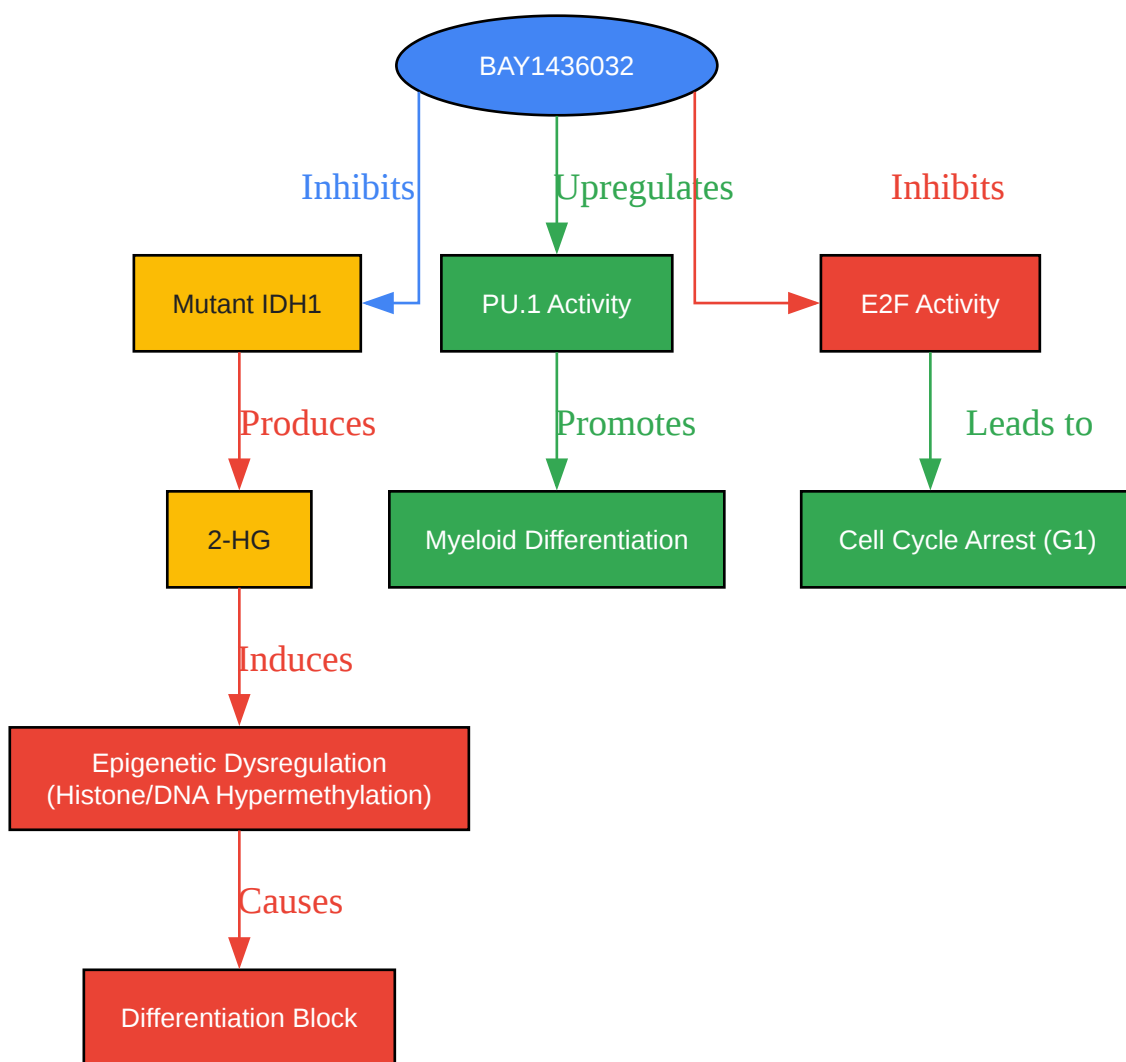 BAY1436032
Inhibits
Upregulates
Inhibits
Mutant IDH1
PU.1 Activity
E2F Activity
Produces
Promotes
Leads to
2-HG
Myeloid Differentiation
Cell Cycle Arrest (G1)
Induces
Epigenetic Dysregulation
(Histone/DNA Hypermethylation)
Causes
Differentiation Block